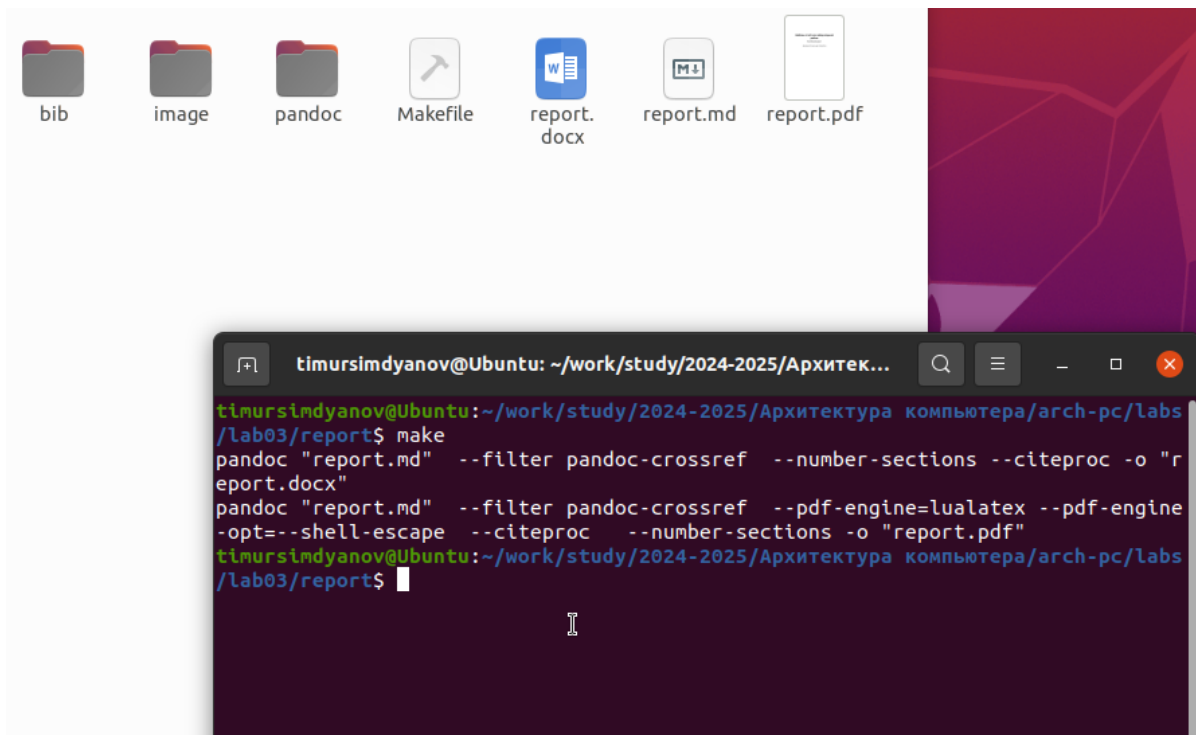 bib
image
pandoc
Makefile
report.
docx
report.md
report.pdf
timursimdyanov@Ubuntu: ~/work/study/2024-2025/Архитек...
timursimdyanov@Ubuntu:~/work/study/2024-2025/Архитектура компьютера/arch-pc/labs
/lab03/report$ make
pandoc "report.md"  --filter pandoc-crossref  --number-sections --citeproc -o "r
eport.docx"
pandoc "report.md"  --filter pandoc-crossref  --pdf-engine=lualatex --pdf-engine
-opt=--shell-escape  --citeproc   --number-sections -o "report.pdf"
timursimdyanov@Ubuntu:~/work/study/2024-2025/Архитектура компьютера/arch-pc/labs
/lab03/report$